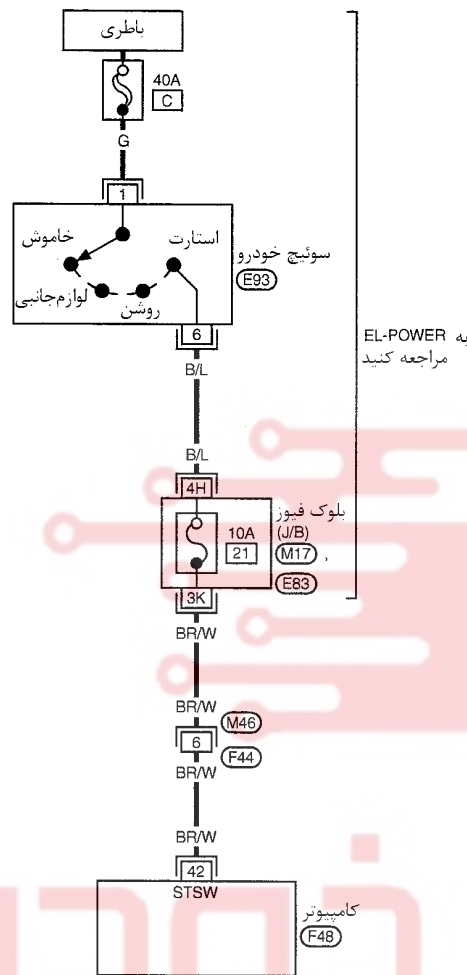 باطری
40A
C
G
1
خاموش
استارت
لوازم‌جانبی
روشن
سوئیچ خودرو
E93
6
B/L
به EL-POWER
مراجعه کنید
B/L
4H
بلوک فیوز
(J/B)
10A
21
M17
E83
3K
BR/W
BR/W
M46
6
F44
BR/W
BR/W
42
STSW
کامپیوتر
F48